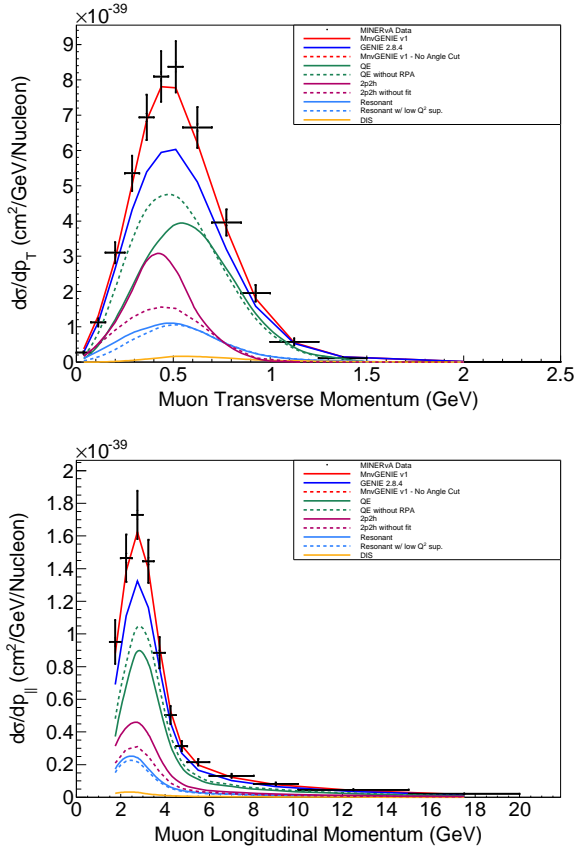 ×10⁻³⁹
dσ/dp_T (cm²/GeV/Nucleon)
9
8
7
6
5
4
3
2
1
0
MINERvA Data
MnvGENIE v1
GENIE 2.8.4
MnvGENIE v1 - No Angle Cut
QE
QE without RPA
2p2h
2p2h without fit
Resonant
Resonant w/ low Q² sup.
DIS
0 0.5 1 1.5 2 2.5
Muon Transverse Momentum (GeV)
×10⁻³⁹
dσ/dp_|| (cm²/GeV/Nucleon)
2
1.8
1.6
1.4
1.2
1
0.8
0.6
0.4
0.2
0
MINERvA Data
MnvGENIE v1
GENIE 2.8.4
MnvGENIE v1 - No Angle Cut
QE
QE without RPA
2p2h
2p2h without fit
Resonant
Resonant w/ low Q² sup.
DIS
0 2 4 6 8 10 12 14 16 18 20
Muon Longitudinal Momentum (GeV)